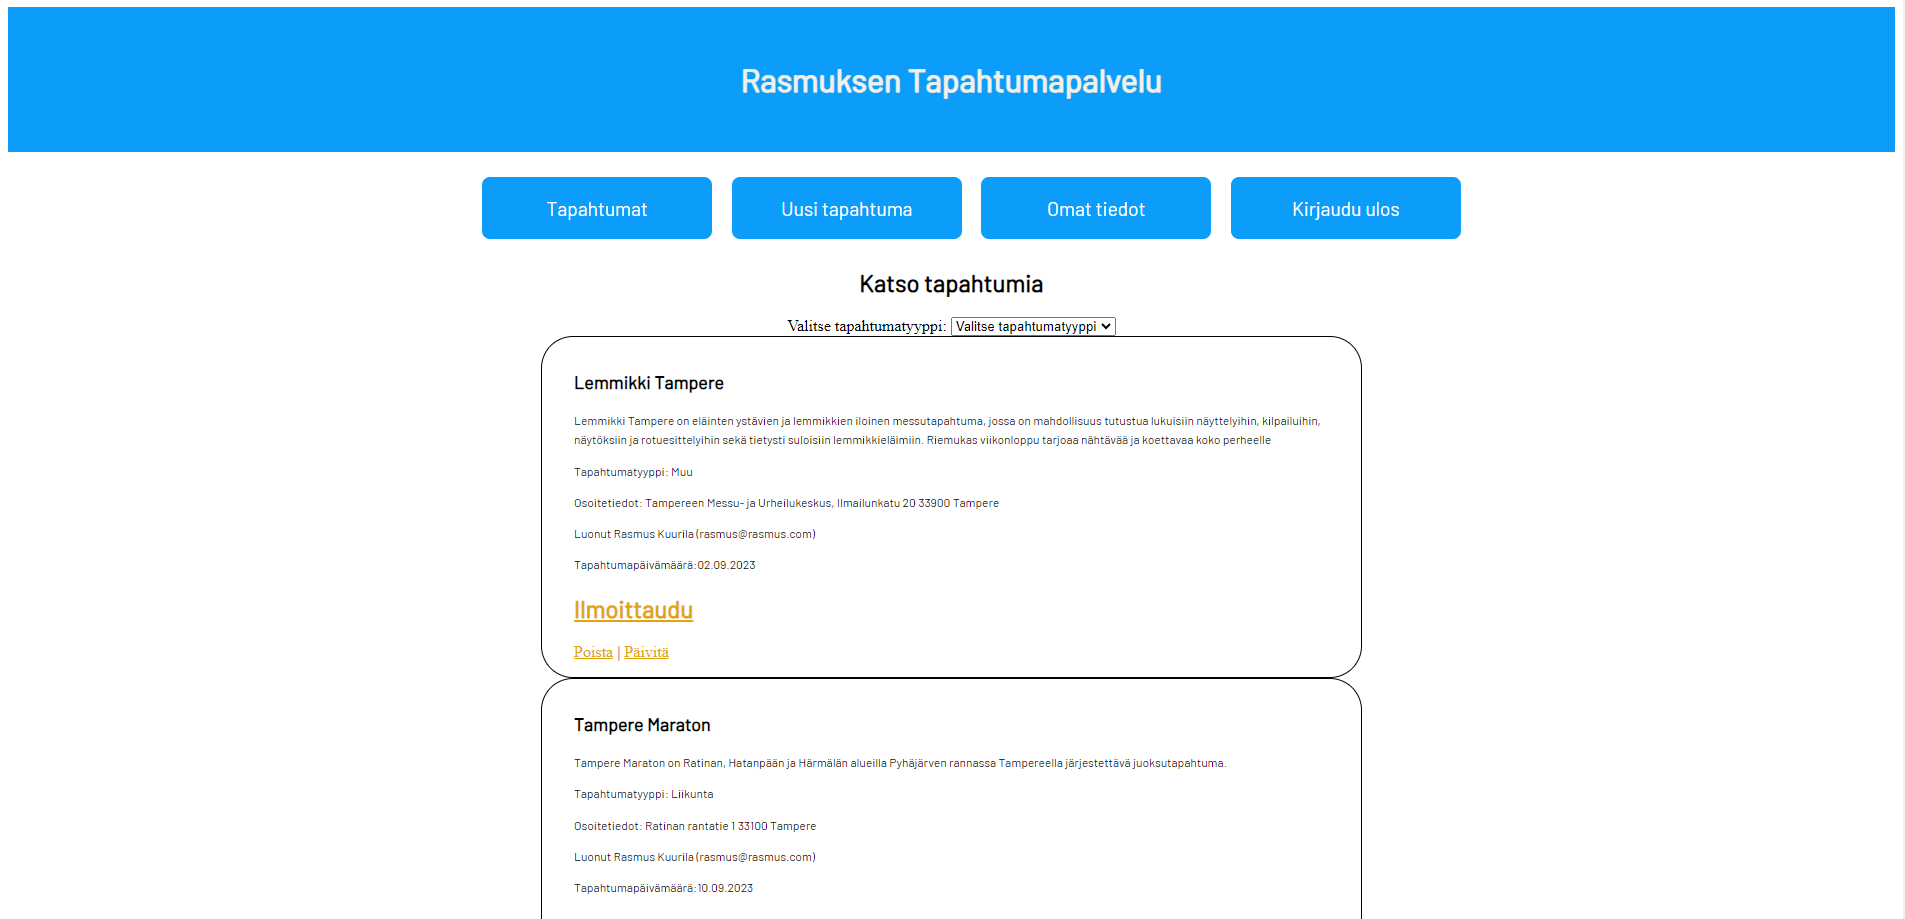 Rasmuksen Tapahtumapalvelu
Tapahtumat
Uusi tapahtuma
Omat tiedot
Kirjaudu ulos
Katso tapahtumia
Valitse tapahtumatyyppi: Valitse tapahtumatyyppi
Lemmikki Tampere
Lemmikki Tampere on eläinten ystävien ja lemmikkien iloinen messutapahtuma, jossa on mahdollisuus tutustua lukuisiin näyttelyihin, kilpailuihin,
näytöksiin ja rotuesittelyihin sekä tietysti suloisiin lemmikkieläimiin. Riemukas viikonloppu tarjoaa nähtävää ja koettavaa koko perheelle
Tapahtumatyyppi: Muu
Osoitetiedot: Tampereen Messu- ja Urheilukeskus, Ilmailunkatu 20 33900 Tampere
Luonut Rasmus Kuurila (rasmus@rasmus.com)
Tapahtumapäivämäärä:02.09.2023
Ilmoittaudu
Poista | Päivitä
Tampere Maraton
Tampere Maraton on Ratinan, Hatanpään ja Härmälän alueilla Pyhäjärven rannassa Tampereella järjestettävä juoksutapahtuma.
Tapahtumatyyppi: Liikunta
Osoitetiedot: Ratinan rantatie 1 33100 Tampere
Luonut Rasmus Kuurila (rasmus@rasmus.com)
Tapahtumapäivämäärä:10.09.2023